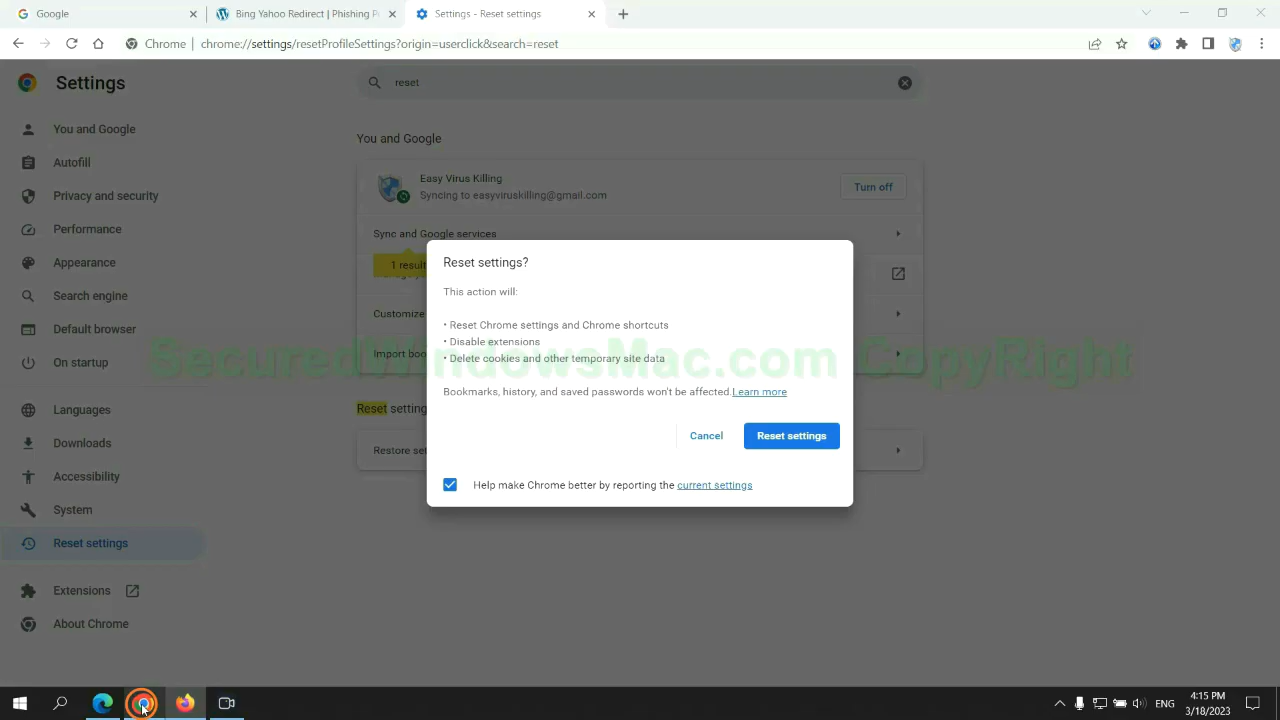 Google
Bing Yahoo Redirect | Phishing P
Settings - Reset settings
Chrome
chrome://settings/resetProfileSettings?origin=userclick&search=reset
Settings
reset
You and Google
Autofill
Privacy and security
Performance
Appearance
Search engine
Default browser
On startup
Languages
Downloads
Accessibility
System
Reset settings
Extensions
About Chrome
You and Google
Easy Virus Killing
Syncing to easyviruskilling@gmail.com
Turn off
Sync and Google services
1 result
Customize
Import boo
Reset setting
Restore set
Reset settings?
This action will:
• Reset Chrome settings and Chrome shortcuts
• Disable extensions
• Delete cookies and other temporary site data
Bookmarks, history, and saved passwords won't be affected.Learn more
Cancel
Reset settings
Help make Chrome better by reporting the current settings
SecuredWindowsMac.com CopyRight
ENG
4:15 PM
3/18/2023